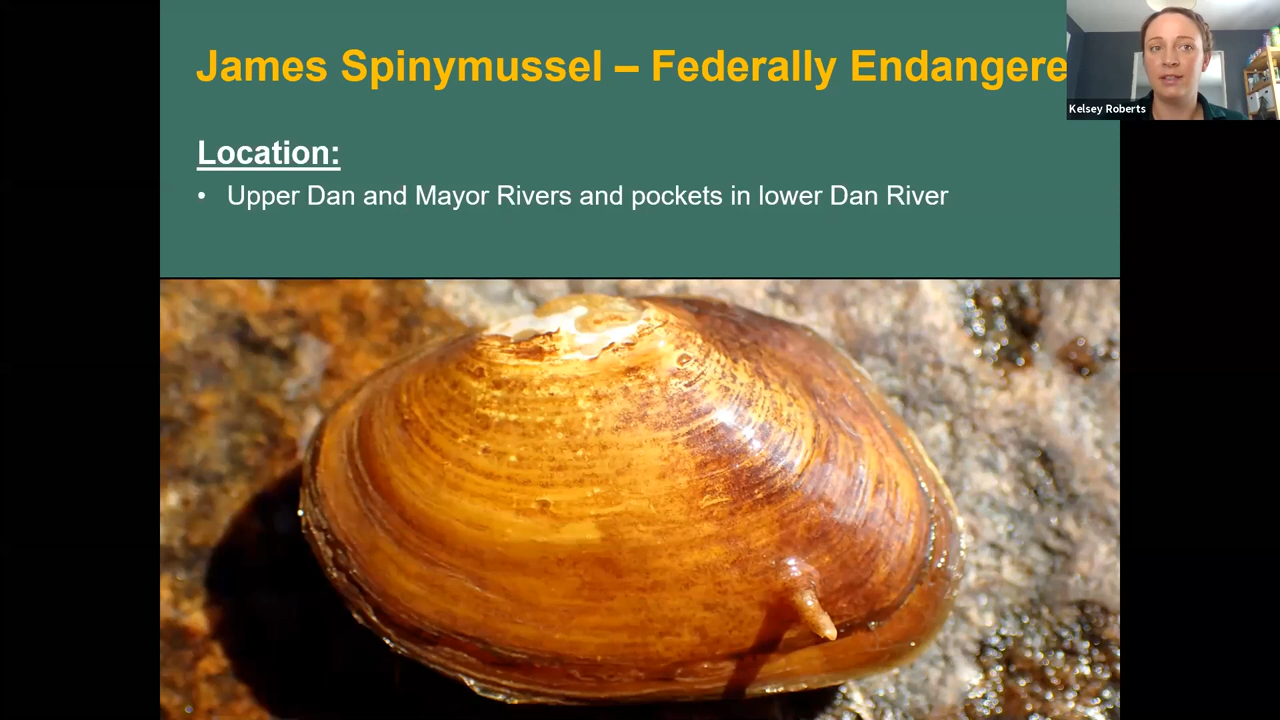 James Spinymussel – Federally Endangere
Kelsey Roberts
Location:
• Upper Dan and Mayor Rivers and pockets in lower Dan River